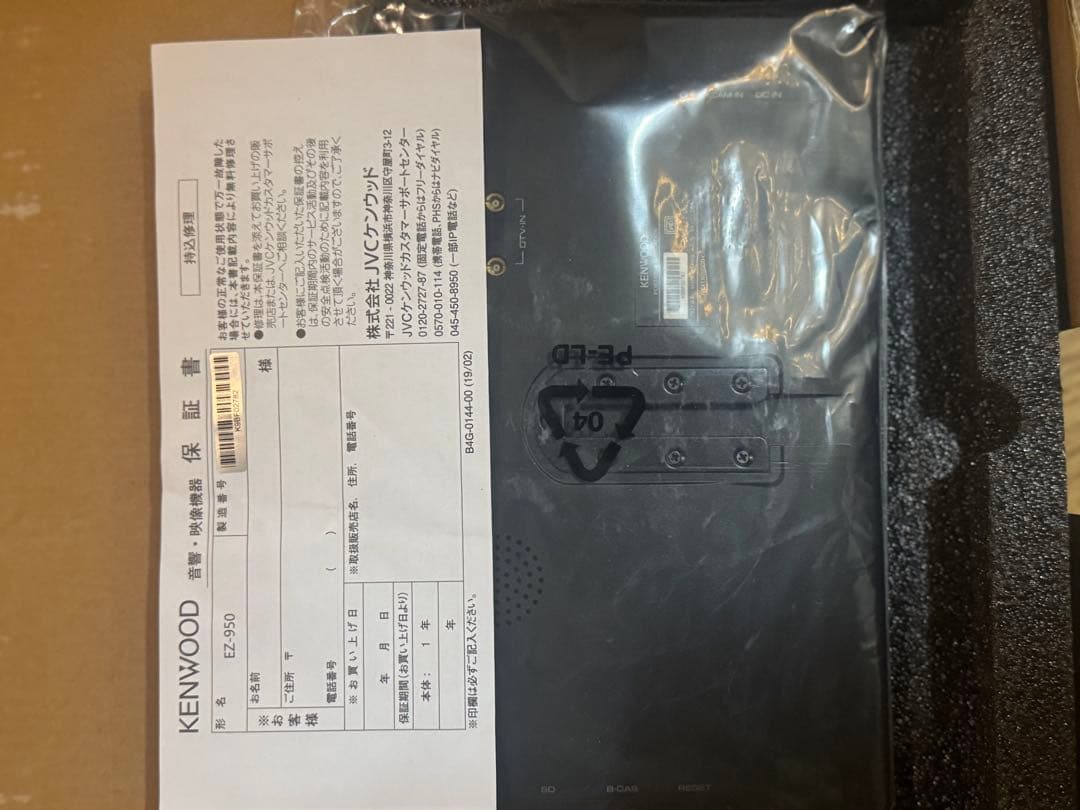 KENWOOD 音響・映像機器 保証書
持込修理
形名
EZ-950
製造番号
K9BF02782
※お客様
お名前
様
ご住所 〒
電話番号
(　　)
※お買い上げ日
年　月　日
保証期間(お買い上げ日より)
本体：1年
年
※取扱販売店名、住所、電話番号
※印欄は必ずご記入ください。
B4G-0144-00 (19/02)
お客様の正常なご使用状態で万一故障した
場合には、本書記載内容により無料修理さ
せていただきます。
●修理は、本保証書を添えてお買い上げの販
売店または、JVCケンウッドカスタマーサポ
ートセンターへご相談ください。
●お客様にご記入いただいた保証書の控え
は、保証期間内のサービス活動及びその後
の安全点検活動のために記載内容を利用
させて頂く場合がございますので、ご了承く
ださい。
株式会社JVCケンウッド
〒221-0022 神奈川県横浜市神奈川区守屋町3-12
JVCケンウッドカスタマーサポートセンター
0120-2727-87 (固定電話からはフリーダイヤル)
0570-010-114 (携帯電話、PHSからはナビダイヤル)
045-450-8950 (一部IP電話など)
DTV-IN
CAM-IN
DC IN
KENWOOD
PE-LD
04
SD
B-CAS
RESET